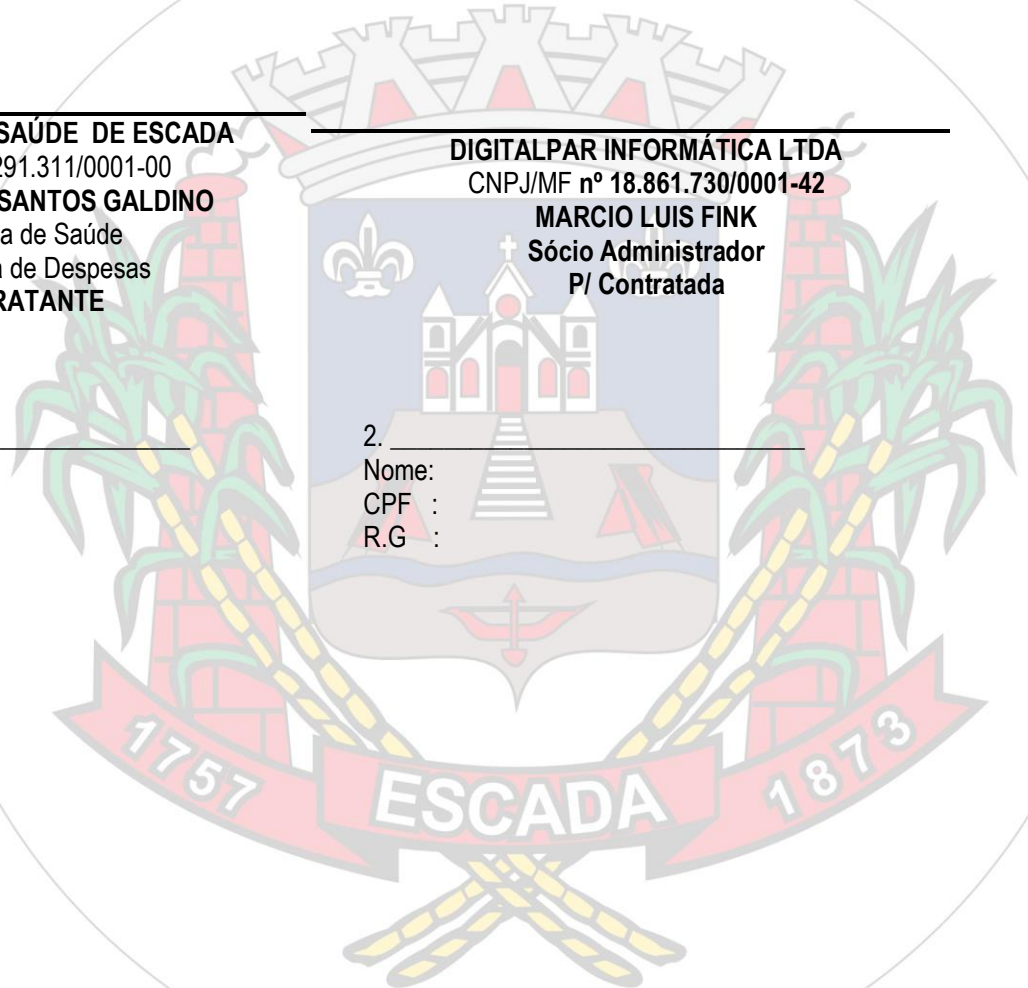 SAÚDE DE ESCADA
291.311/0001-00
SANTOS GALDINO
de Saúde
de Despesas
DIGITALPAR INFORMÁTICA LTDA
CNPJ/MF nº 18.861.730/0001-42
MARCIO LUIS FINK
Sócio Administrador
P/ Contratada
2. ___________________________________
Nome:
CPF :
R.G :
1757
ESCADA
1873